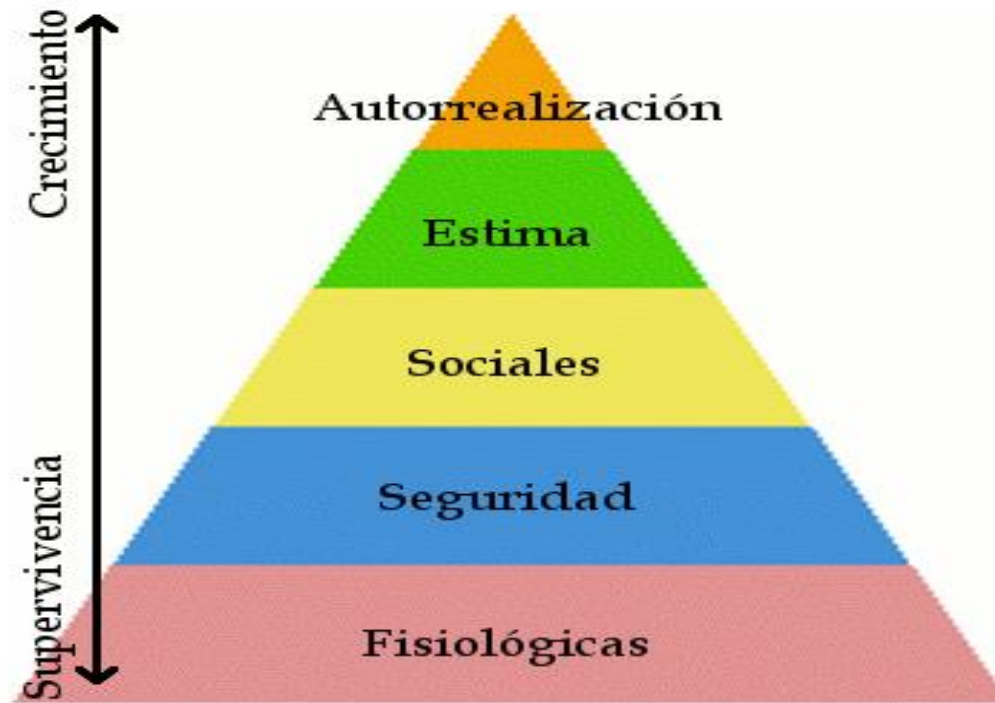 Crecimiento
Autorrealización
Estima
Sociales
Seguridad
Supervivencia
Fisiológicas